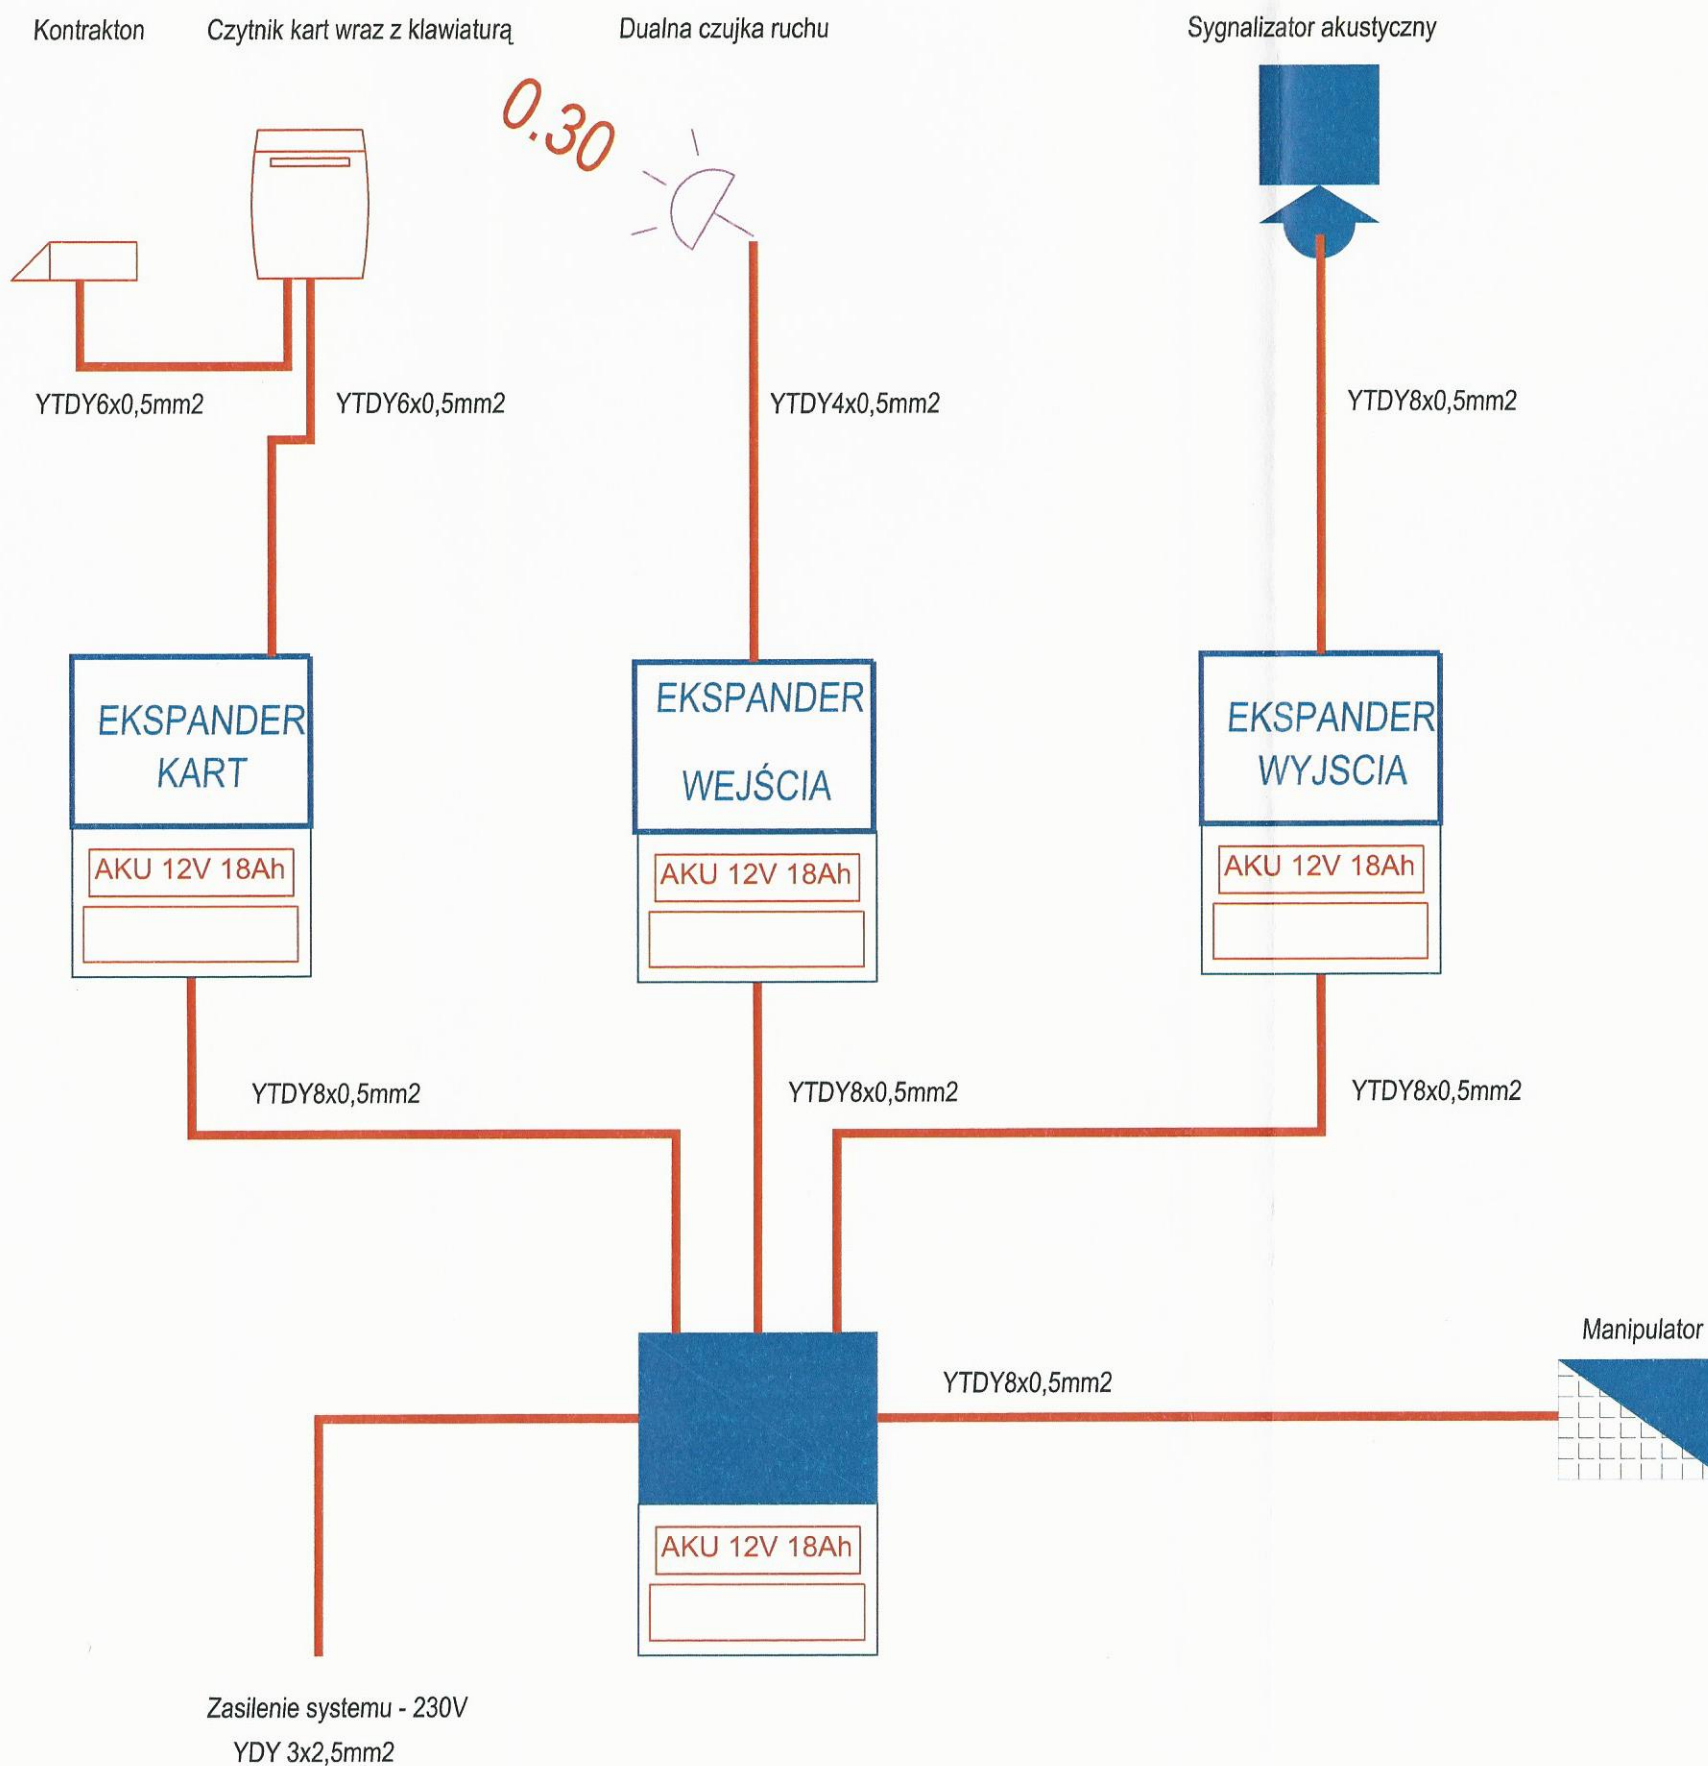 Kontrakton
Czytnik kart wraz z klawiaturą
Dualna czujka ruchu
Sygnalizator akustyczny
0.30
YTDY6x0,5mm2
YTDY6x0,5mm2
YTDY4x0,5mm2
YTDY8x0,5mm2
EKSPANDER
KART
EKSPANDER
WEJŚCIA
EKSPANDER
WYJSCIA
AKU 12V 18Ah
AKU 12V 18Ah
AKU 12V 18Ah
YTDY8x0,5mm2
YTDY8x0,5mm2
YTDY8x0,5mm2
Manipulator
YTDY8x0,5mm2
AKU 12V 18Ah
Zasilenie systemu - 230V
YDY 3x2,5mm2